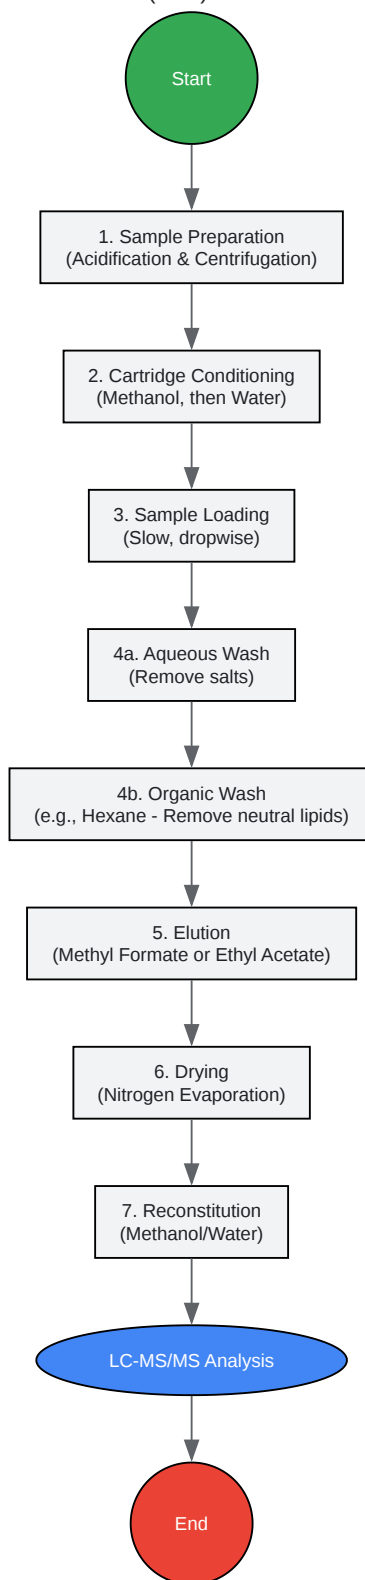 Start
1. Sample Preparation
(Acidification & Centrifugation)
2. Cartridge Conditioning
(Methanol, then Water)
3. Sample Loading
(Slow, dropwise)
4a. Aqueous Wash
(Remove salts)
4b. Organic Wash
(e.g., Hexane - Remove neutral lipids)
5. Elution
(Methyl Formate or Ethyl Acetate)
6. Drying
(Nitrogen Evaporation)
7. Reconstitution
(Methanol/Water)
LC-MS/MS Analysis
End